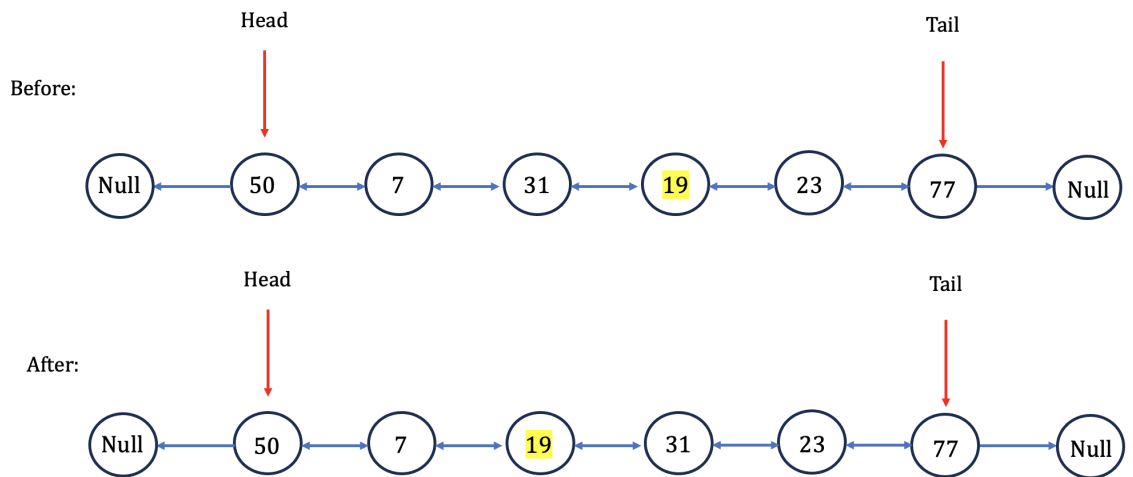 Head
Tail
Before:
Null 50 7 31 19 23 77 Null
Head
Tail
After:
Null 50 7 19 31 23 77 Null